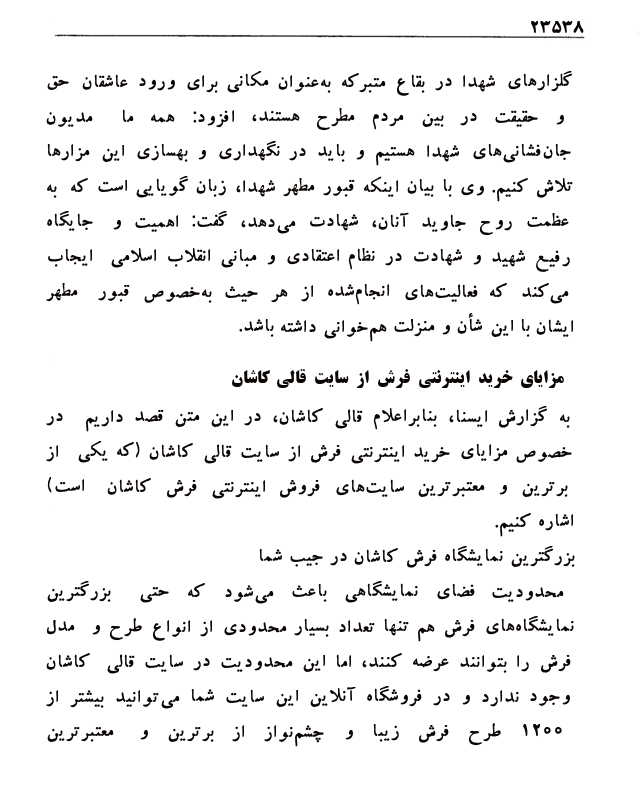 ۲۳۵۳۸
گلزارهای شهدا در بقاع متبرکه به‌عنوان مکانی برای ورود عاشقان حق
و حقیقت در بین مردم مطرح هستند، افزود: همه ما مدیون
جان‌فشانی‌های شهدا هستیم و باید در نگهداری و بهسازی این مزارها
تلاش کنیم. وی با بیان اینکه قبور مطهر شهدا، زبان گویایی است که به
عظمت روح جاوید آنان، شهادت می‌دهد، گفت: اهمیت و جایگاه
رفیع شهید و شهادت در نظام اعتقادی و مبانی انقلاب اسلامی ایجاب
می‌کند که فعالیت‌های انجام‌شده از هر حیث به‌خصوص قبور مطهر
ایشان با این شأن و منزلت هم‌خوانی داشته باشد.
مزایای خرید اینترنتی فرش از سایت قالی کاشان
به گزارش ایسنا، بنابراعلام قالی کاشان، در این متن قصد داریم در
خصوص مزایای خرید اینترنتی فرش از سایت قالی کاشان (که یکی از
برترین و معتبرترین سایت‌های فروش اینترنتی فرش کاشان است)
اشاره کنیم.
بزرگترین نمایشگاه فرش کاشان در جیب شما
محدودیت فضای نمایشگاهی باعث می‌شود که حتی بزرگترین
نمایشگاه‌های فرش هم تنها تعداد بسیار محدودی از انواع طرح و مدل
فرش را بتوانند عرضه کنند، اما این محدودیت در سایت قالی کاشان
وجود ندارد و در فروشگاه آنلاین این سایت شما می‌توانید بیشتر از
۱۲۰۰ طرح فرش زیبا و چشم‌نواز از برترین و معتبرترین